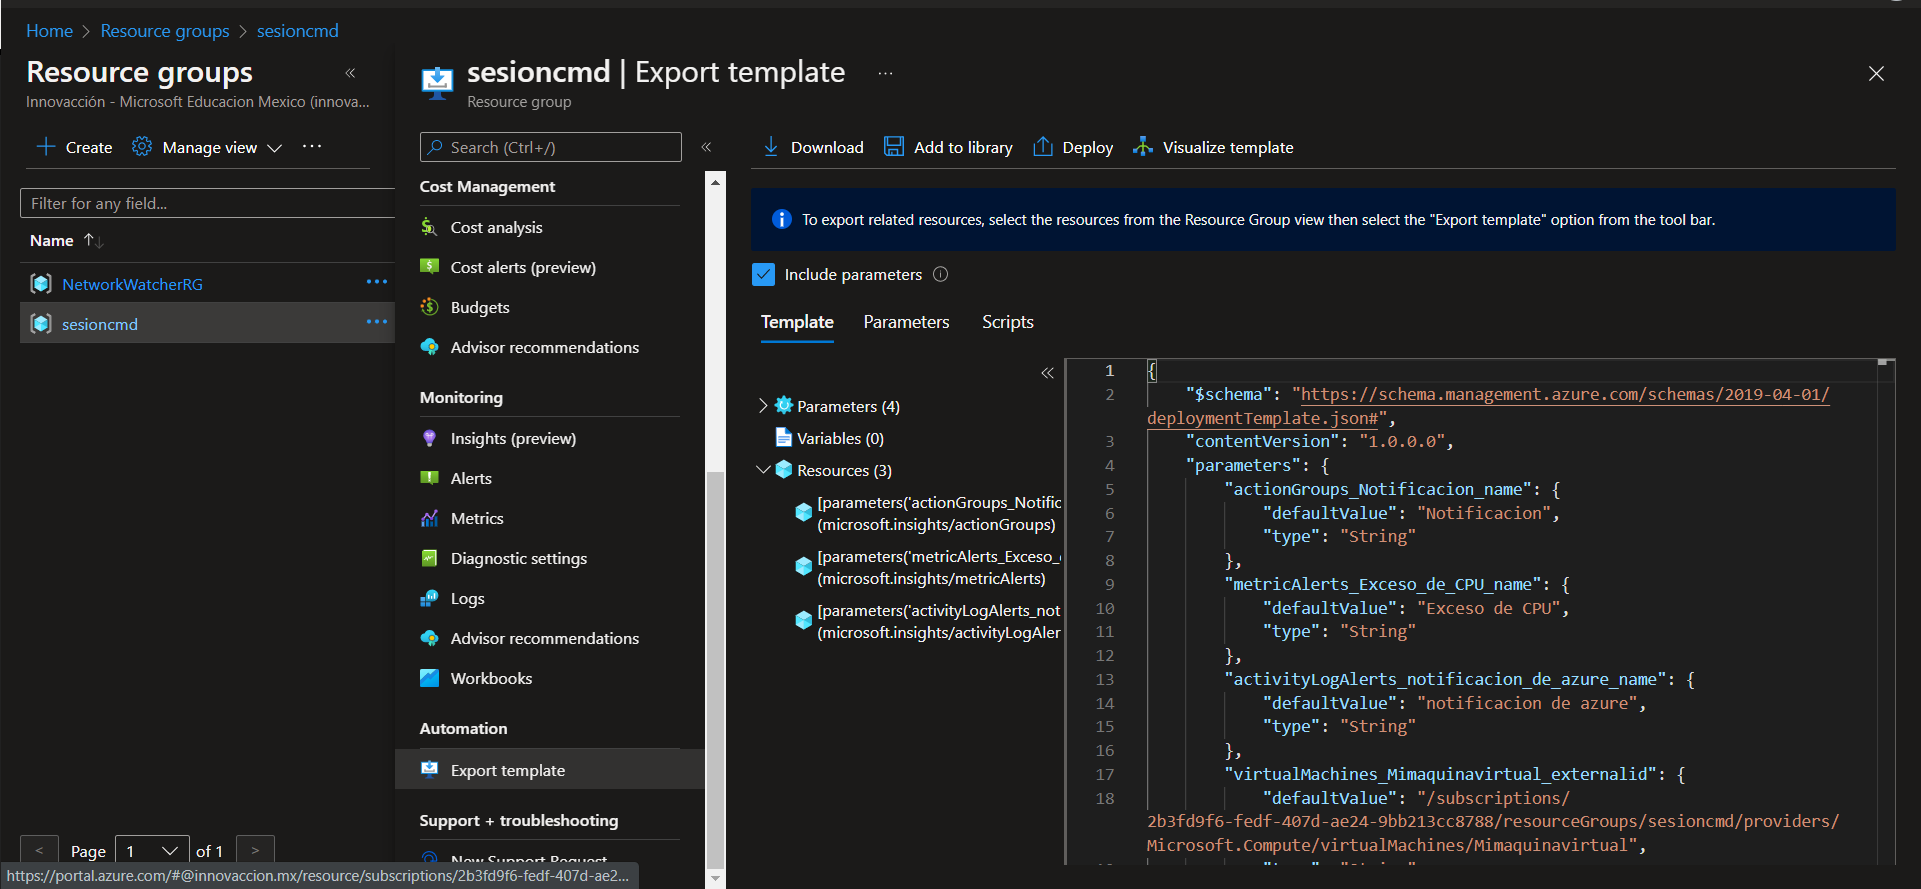 Home > Resource groups > sesioncmd
Resource groups «
Innovacción - Microsoft Educacion Mexico (innova...
+ Create Manage view ...
Filter for any field...
Name ↑↓
NetworkWatcherRG ...
sesioncmd ...
< Page 1 of 1 >
sesioncmd | Export template ...
Resource group
Search (Ctrl+/) «
Cost Management
Cost analysis
Cost alerts (preview)
Budgets
Advisor recommendations
Monitoring
Insights (preview)
Alerts
Metrics
Diagnostic settings
Logs
Advisor recommendations
Workbooks
Automation
Export template
Support + troubleshooting
New Support Request
Download Add to library Deploy Visualize template
To export related resources, select the resources from the Resource Group view then select the "Export template" option from the tool bar.
Include parameters
Template Parameters Scripts
«
Parameters (4)
Variables (0)
Resources (3)
[parameters('actionGroups_Notific
(microsoft.insights/actionGroups)
[parameters('metricAlerts_Exceso_
(microsoft.insights/metricAlerts)
[parameters('activityLogAlerts_not
(microsoft.insights/activityLogAler
1 {
2 "$schema": "https://schema.management.azure.com/schemas/2019-04-01/
deploymentTemplate.json#",
3 "contentVersion": "1.0.0.0",
4 "parameters": {
5 "actionGroups_Notificacion_name": {
6 "defaultValue": "Notificacion",
7 "type": "String"
8 },
9 "metricAlerts_Exceso_de_CPU_name": {
10 "defaultValue": "Exceso de CPU",
11 "type": "String"
12 },
13 "activityLogAlerts_notificacion_de_azure_name": {
14 "defaultValue": "notificacion de azure",
15 "type": "String"
16 },
17 "virtualMachines_Mimaquinavirtual_externalid": {
18 "defaultValue": "/subscriptions/
2b3fd9f6-fedf-407d-ae24-9bb213cc8788/resourceGroups/sesioncmd/providers/
Microsoft.Compute/virtualMachines/Mimaquinavirtual",
https://portal.azure.com/#@innovaccion.mx/resource/subscriptions/2b3fd9f6-fedf-407d-ae2...